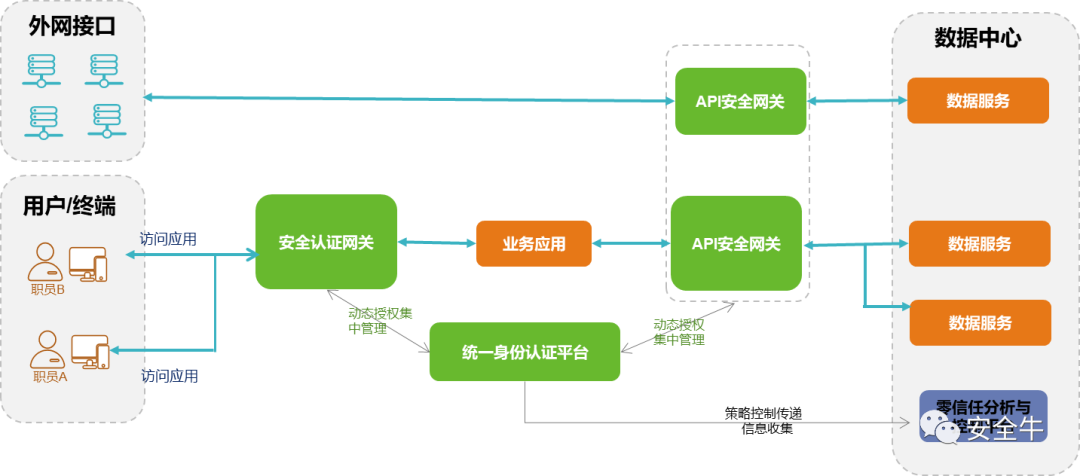 外网接口
数据中心
API安全网关
数据服务
用户/终端
访问应用
安全认证网关
业务应用
API安全网关
数据服务
职员B
动态授权集
中管理
动态授权
集中管理
数据服务
统一身份认证平台
职员A
访问应用
策略控制传递
信息收集
零信任分析与
安全牛